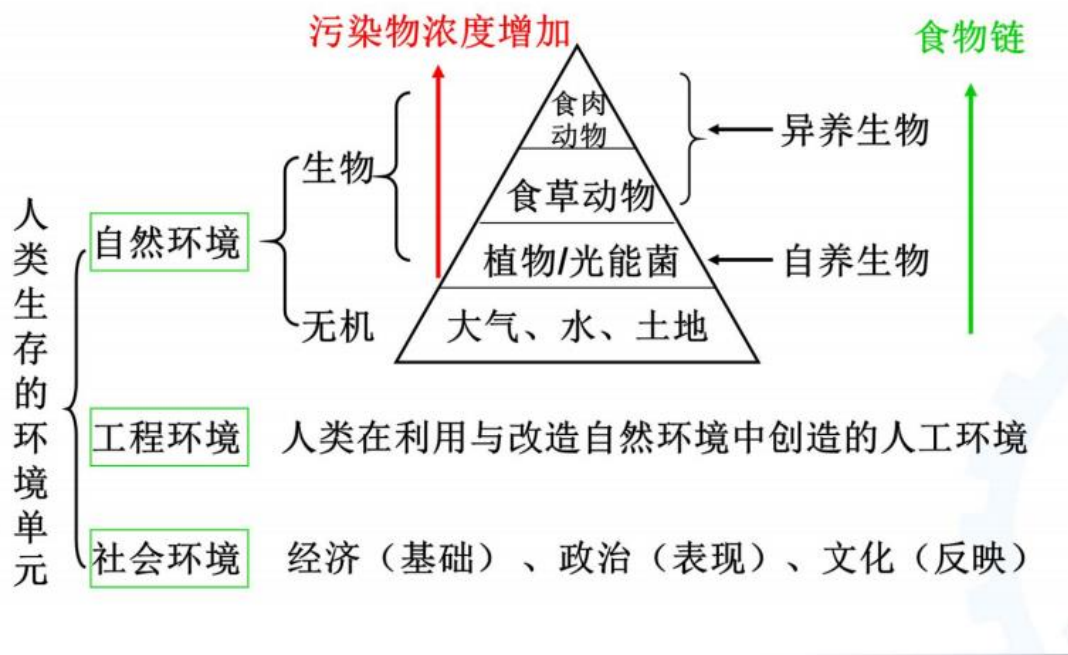 污染物浓度增加
食物链
食肉
动物
异养生物
生物
食草动物
人类生存的环境单元
自然环境
植物/光能菌
自养生物
无机
大气、水、土地
工程环境
人类在利用与改造自然环境中创造的人工环境
社会环境
经济（基础）、政治（表现）、文化（反映）